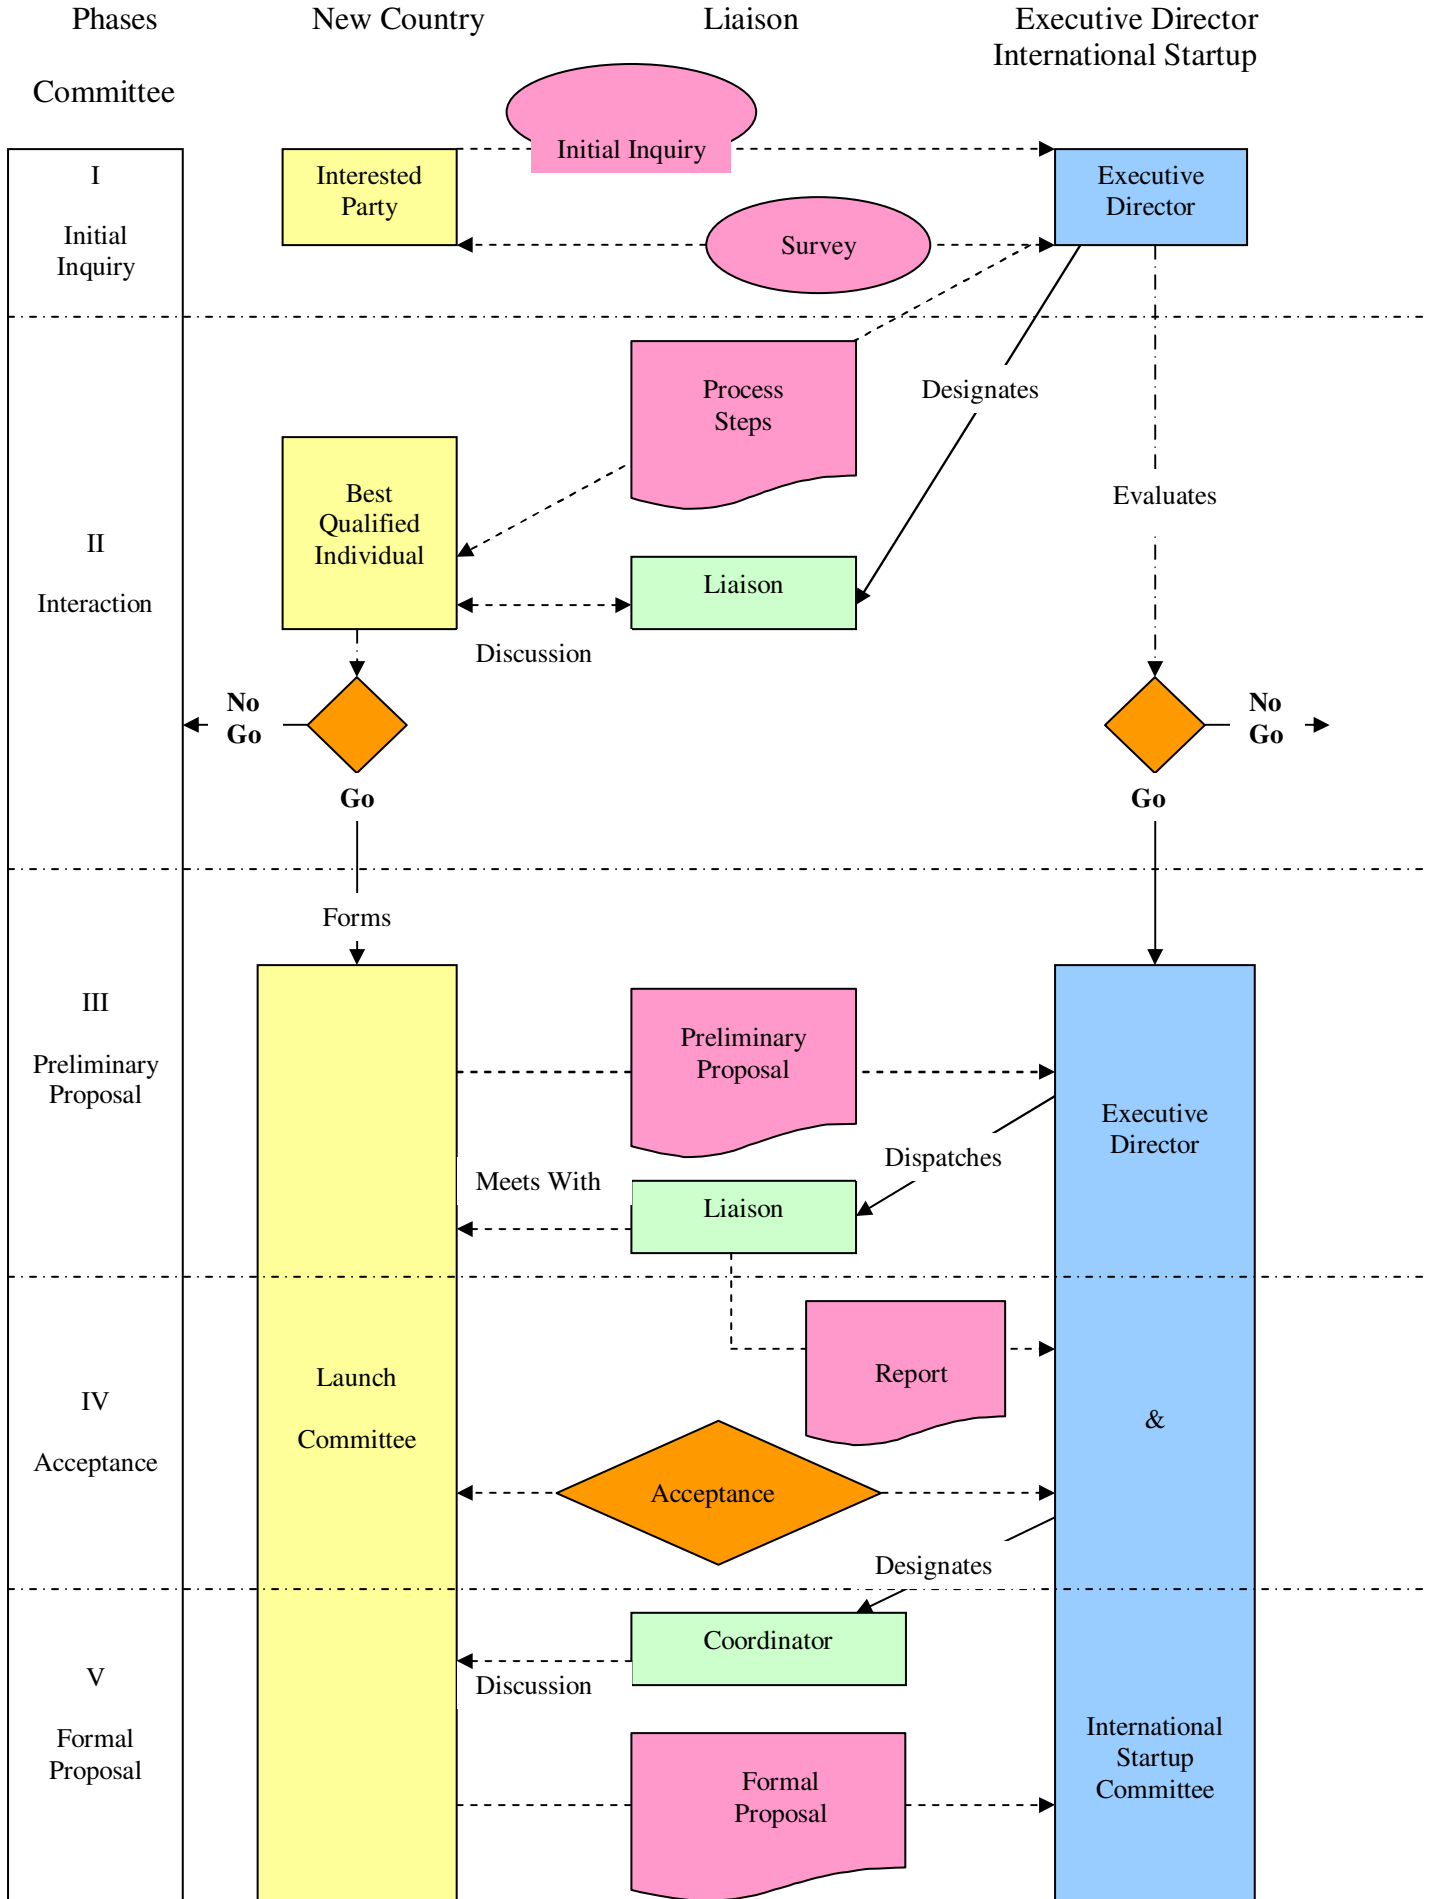 Phases
New Country
Liaison
Executive Director
International Startup
Committee
I
Initial
Inquiry
Interested
Party
Initial Inquiry
Executive
Director
Survey
Process
Steps
Designates
Best
Qualified
Individual
Evaluates
II
Interaction
Liaison
Discussion
No
Go
No
Go
Go
Go
Forms
III
Preliminary
Proposal
Preliminary
Proposal
Executive
Director
Dispatches
Meets With
Liaison
Launch
Committee
Report
IV
Acceptance
&
Acceptance
Designates
Coordinator
Discussion
V
Formal
Proposal
International
Startup
Committee
Formal
Proposal